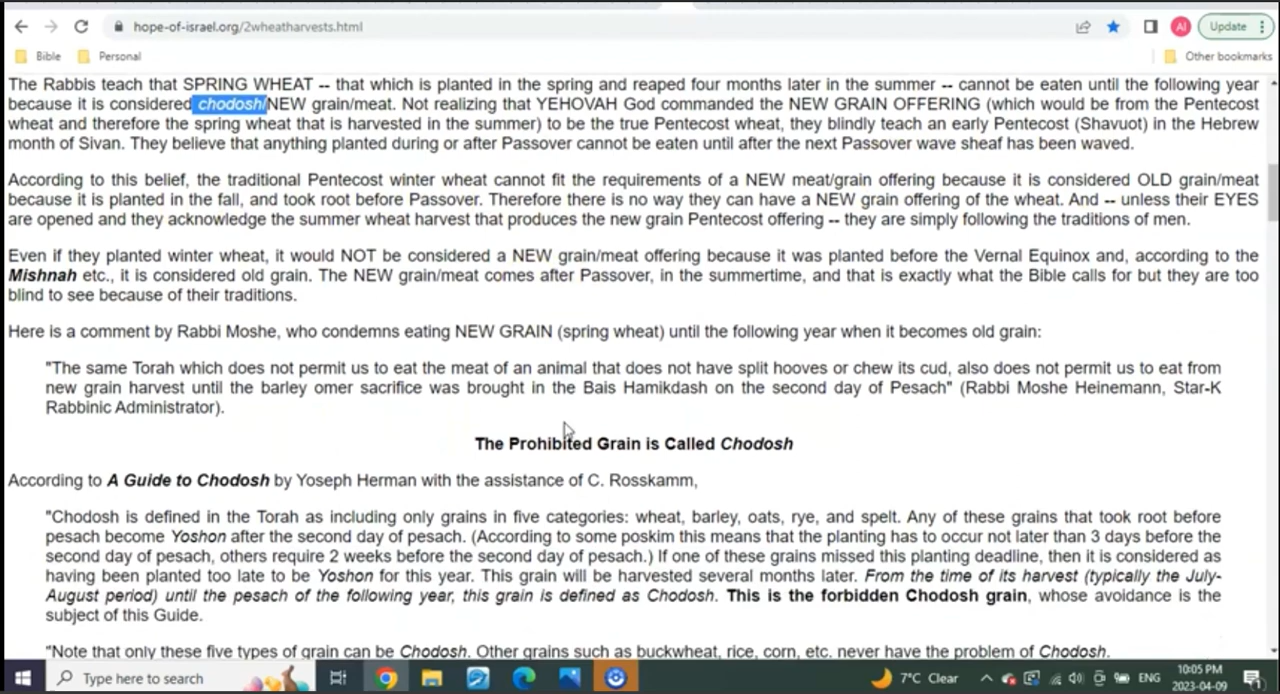 hope-of-israel.org/2wheatharvests.html
AI
Update
Bible
Personal
Other bookmarks
The Rabbis teach that SPRING WHEAT -- that which is planted in the spring and reaped four months later in the summer -- cannot be eaten until the following year
because it is considered chodosh/NEW grain/meat. Not realizing that YEHOVAH God commanded the NEW GRAIN OFFERING (which would be from the Pentecost
wheat and therefore the spring wheat that is harvested in the summer) to be the true Pentecost wheat, they blindly teach an early Pentecost (Shavuot) in the Hebrew
month of Sivan. They believe that anything planted during or after Passover cannot be eaten until after the next Passover wave sheaf has been waved.
According to this belief, the traditional Pentecost winter wheat cannot fit the requirements of a NEW meat/grain offering because it is considered OLD grain/meat
because it is planted in the fall, and took root before Passover. Therefore there is no way they can have a NEW grain offering of the wheat. And -- unless their EYES
are opened and they acknowledge the summer wheat harvest that produces the new grain Pentecost offering -- they are simply following the traditions of men.
Even if they planted winter wheat, it would NOT be considered a NEW grain/meat offering because it was planted before the Vernal Equinox and, according to the
Mishnah etc., it is considered old grain. The NEW grain/meat comes after Passover, in the summertime, and that is exactly what the Bible calls for but they are too
blind to see because of their traditions.
Here is a comment by Rabbi Moshe, who condemns eating NEW GRAIN (spring wheat) until the following year when it becomes old grain:
"The same Torah which does not permit us to eat the meat of an animal that does not have split hooves or chew its cud, also does not permit us to eat from
new grain harvest until the barley omer sacrifice was brought in the Bais Hamikdash on the second day of Pesach" (Rabbi Moshe Heinemann, Star-K
Rabbinic Administrator).
The Prohibited Grain is Called Chodosh
According to A Guide to Chodosh by Yoseph Herman with the assistance of C. Rosskamm,
"Chodosh is defined in the Torah as including only grains in five categories: wheat, barley, oats, rye, and spelt. Any of these grains that took root before
pesach become Yoshon after the second day of pesach. (According to some poskim this means that the planting has to occur not later than 3 days before the
second day of pesach, others require 2 weeks before the second day of pesach.) If one of these grains missed this planting deadline, then it is considered as
having been planted too late to be Yoshon for this year. This grain will be harvested several months later. From the time of its harvest (typically the July-
August period) until the pesach of the following year, this grain is defined as Chodosh. This is the forbidden Chodosh grain, whose avoidance is the
subject of this Guide.
"Note that only these five types of grain can be Chodosh. Other grains such as buckwheat, rice, corn, etc. never have the problem of Chodosh.
Type here to search
7°C Clear
ENG
10:05 PM
2023-04-09